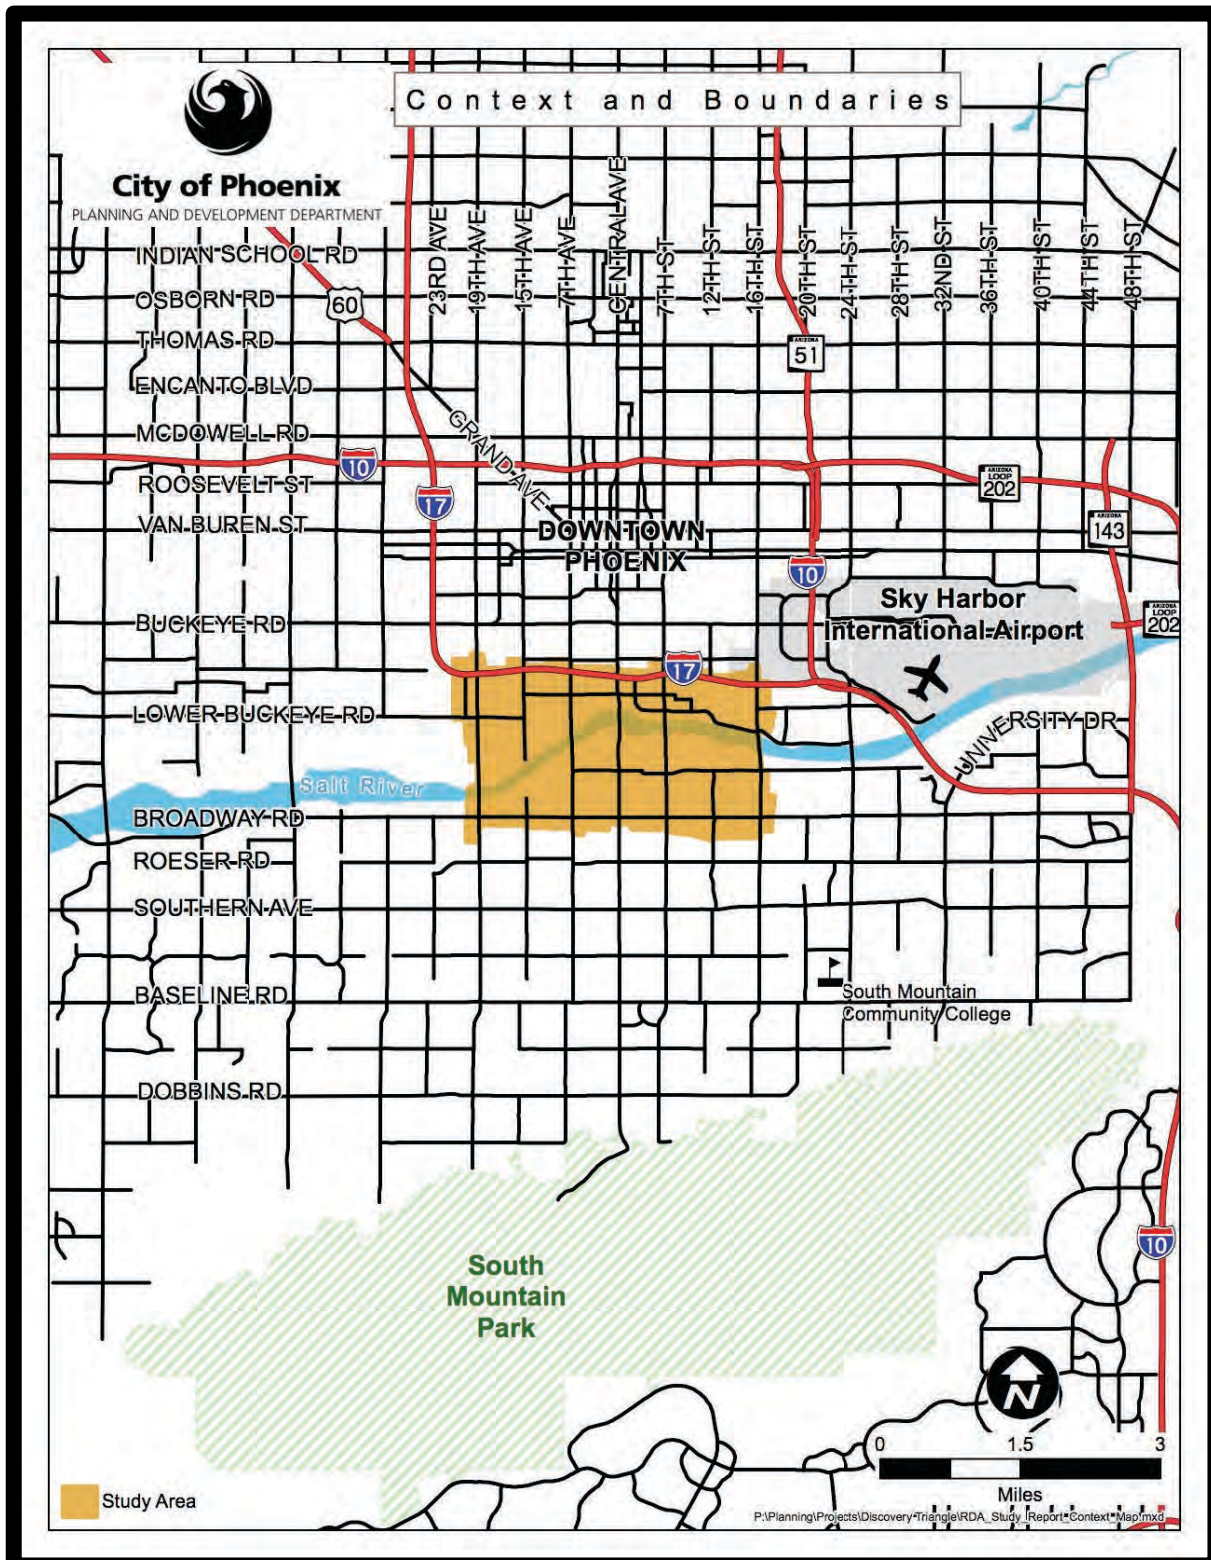 Context and Boundaries
City of Phoenix
PLANNING AND DEVELOPMENT DEPARTMENT
23RD AVE
19TH AVE
15TH AVE
7TH AVE
CENTRAL AVE
7TH ST
12TH ST
16TH ST
20TH ST
24TH ST
28TH ST
32ND ST
36TH ST
40TH ST
44TH ST
48TH ST
INDIAN SCHOOL RD
OSBORN RD
60
THOMAS RD
ARIZONA
51
ENCANTO BLVD
MCDOWELL RD
GRAND AVE
10
ROOSEVELT ST
17
ARIZONA
LOOP
202
VAN BUREN ST
DOWNTOWN
PHOENIX
ARIZONA
143
10
Sky Harbor
International Airport
ARIZONA
LOOP
202
BUCKEYE RD
17
LOWER BUCKEYE RD
UNIVERSITY DR
Salt River
BROADWAY RD
ROESER RD
SOUTHERN AVE
BASELINE RD
South Mountain
Community College
DOBBINS RD
10
South
Mountain
Park
N
0 1.5 3
Miles
Study Area
P:\Planning\Projects\Discovery Triangle\RDA_Study_Report_Context_Map.mxd